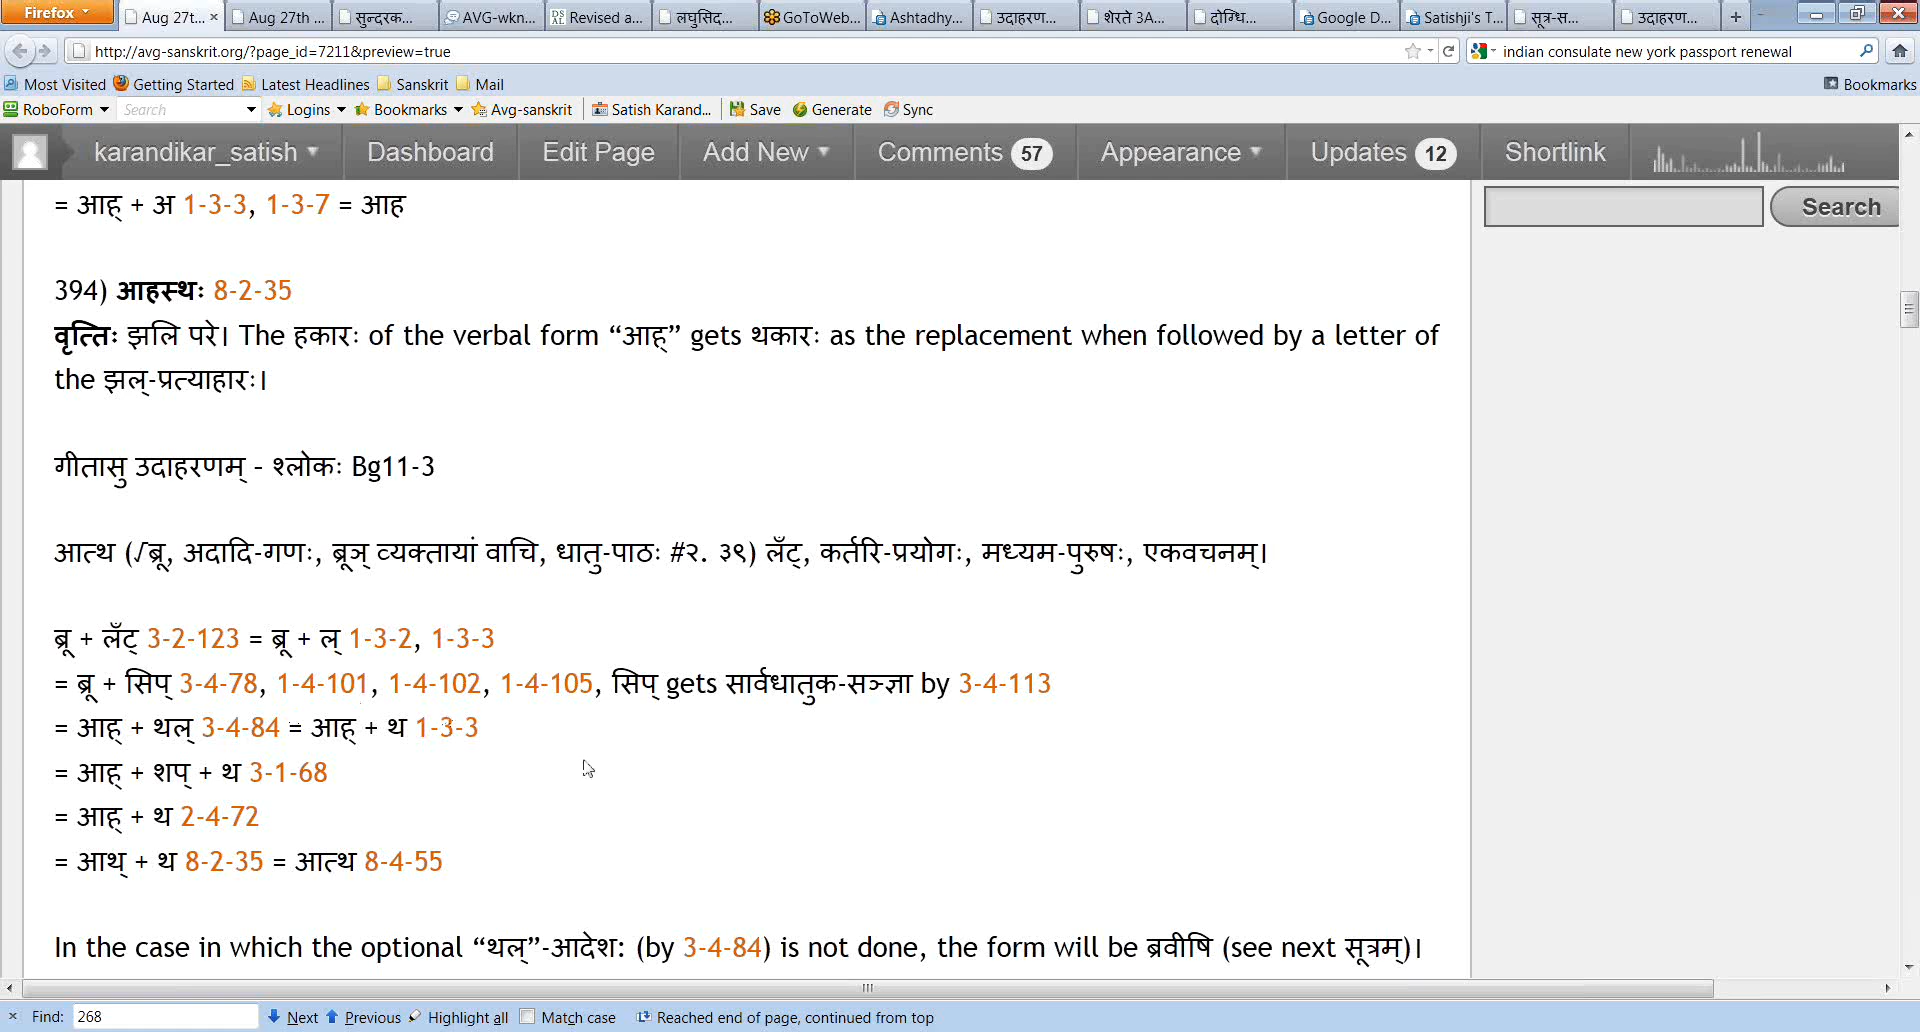 Firefox
Aug 27t... Aug 27th ... सुन्दरक... AVG-wkn... Revised a... लघुसिद्... GoToWeb... Ashtadhy... उदाहरण... शेरते 3A... दोग्धि... Google D... Satishji's T... सूत्र-स... उदाहरण...
http://avg-sanskrit.org/?page_id=7211&preview=true
indian consulate new york passport renewal
Most Visited Getting Started Latest Headlines Sanskrit Mail Bookmarks
RoboForm Search Logins Bookmarks Avg-sanskrit Satish Karand... Save Generate Sync
karandikar_satish Dashboard Edit Page Add New Comments 57 Appearance Updates 12 Shortlink
= आह् + अ 1-3-3, 1-3-7 = आह
Search
394) आहस्थः 8-2-35
वृत्तिः झलि परे। The हकारः of the verbal form “आह्” gets थकारः as the replacement when followed by a letter of
the झल्-प्रत्याहारः।
गीतासु उदाहरणम् – श्लोकः Bg11-3
आत्थ (√ब्रू, अदादि-गणः, ब्रूञ् व्यक्तायां वाचि, धातु-पाठः #२. ३९) लँट्, कर्तरि-प्रयोगः, मध्यम-पुरुषः, एकवचनम्।
ब्रू + लँट् 3-2-123 = ब्रू + ल् 1-3-2, 1-3-3
= ब्रू + सिप् 3-4-78, 1-4-101, 1-4-102, 1-4-105, सिप् gets सार्वधातुक-सञ्ज्ञा by 3-4-113
= आह् + थल् 3-4-84 = आह् + थ 1-3-3
= आह् + शप् + थ 3-1-68
= आह् + थ 2-4-72
= आथ् + थ 8-2-35 = आत्थ 8-4-55
In the case in which the optional “थल्”-आदेश: (by 3-4-84) is not done, the form will be ब्रवीषि (see next सूत्रम्)।
Find: 268 Next Previous Highlight all Match case Reached end of page, continued from top